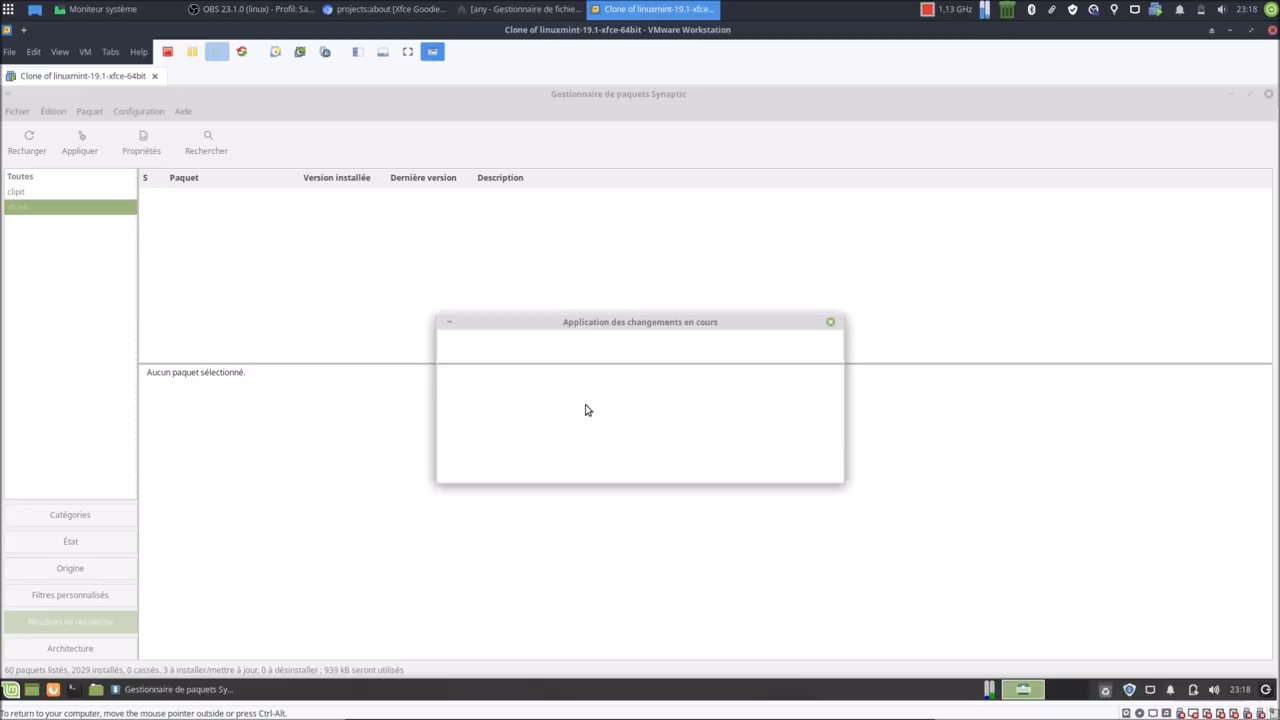 Moniteur système
OBS 23.1.0 (linux) - Profil: Sa...
projects:about [Xfce Goodie...
[any - Gestionnaire de fichie...
Clone of linuxmint-19.1-xfce...
1,13 GHz
23:18
Clone of linuxmint-19.1-xfce-64bit - VMware Workstation
File Edit View VM Tabs Help
Clone of linuxmint-19.1-xfce-64bit
Gestionnaire de paquets Synaptic
Fichier Édition Paquet Configuration Aide
Recharger Appliquer Propriétés Rechercher
Toutes
clipit
S Paquet Version installée Dernière version Description
Application des changements en cours
Aucun paquet sélectionné.
Catégories
État
Origine
Filtres personnalisés
Résultats de recherche
Architecture
60 paquets listés, 2029 installés, 0 cassés. 3 à installer/mettre à jour, 0 à désinstaller ; 939 kB seront utilisés
Gestionnaire de paquets Sy...
23:18
To return to your computer, move the mouse pointer outside or press Ctrl-Alt.